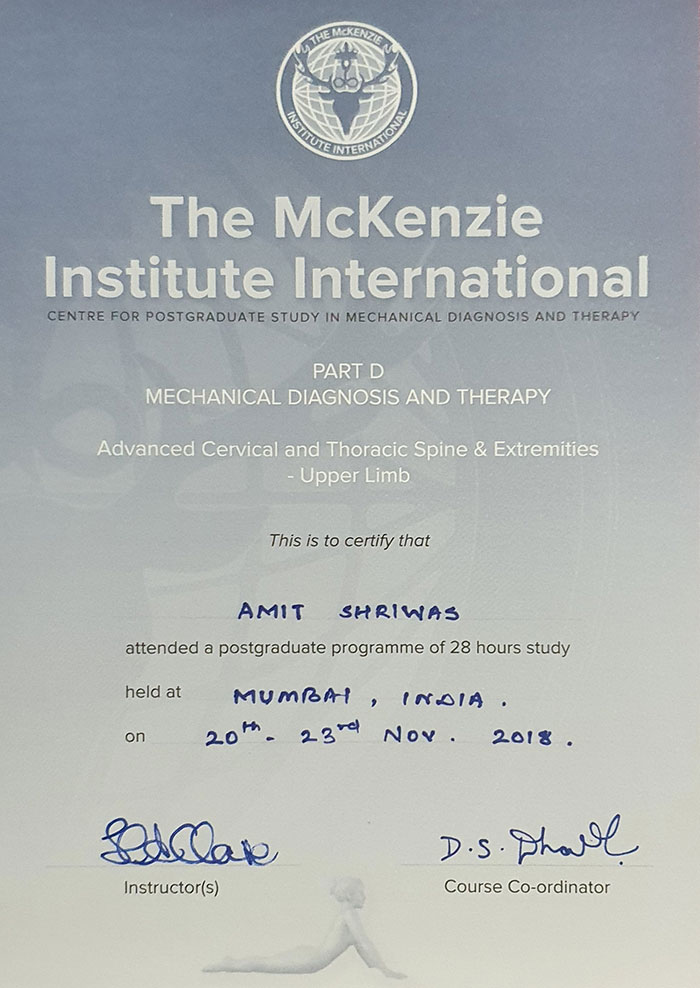 THE McKENZIE
INSTITUTE INTERNATIONAL
The McKenzie
Institute International
CENTRE FOR POSTGRADUATE STUDY IN MECHANICAL DIAGNOSIS AND THERAPY
PART D
MECHANICAL DIAGNOSIS AND THERAPY
Advanced Cervical and Thoracic Spine & Extremities
- Upper Limb
This is to certify that
AMIT SHRIWAS
attended a postgraduate programme of 28 hours study
held at MUMBAI, INDIA.
on 20th - 23rd Nov. 2018.
D.S.
Instructor(s) Course Co-ordinator